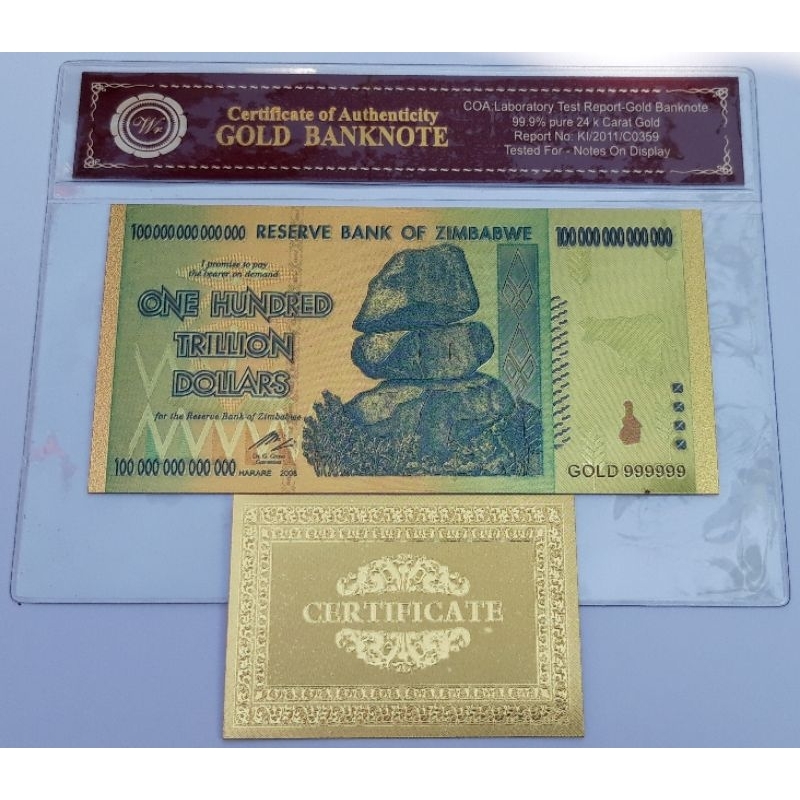 Certificate of Authenticity
GOLD BANKNOTE
COA Laboratory Test Report-Gold Banknote
99.9% pure 24 k Carat Gold
Report No: KI/2011/C0359
Tested For - Notes On Display
100 000 000 000 000 RESERVE BANK OF ZIMBABWE 100 000 000 000 000
I promise to pay
the bearer on demand
ONE HUNDRED
TRILLION
DOLLARS
for the Reserve Bank of Zimbabwe
Dr. G. Gono
Governor
100 000 000 000 000 HARARE 2008
GOLD 999999
CERTIFICATE